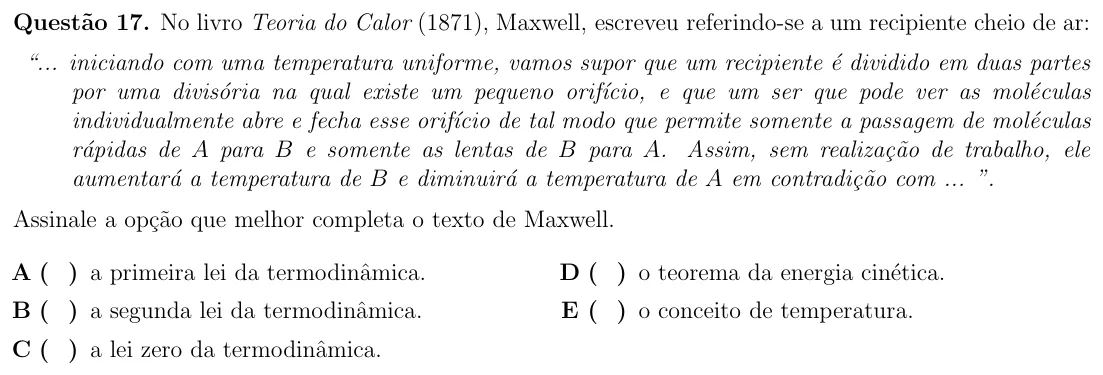 Questão 17. No livro Teoria do Calor (1871), Maxwell, escreveu referindo-se a um recipiente cheio de ar:
“... iniciando com uma temperatura uniforme, vamos supor que um recipiente é dividido em duas partes
por uma divisória na qual existe um pequeno orifício, e que um ser que pode ver as moléculas
individualmente abre e fecha esse orifício de tal modo que permite somente a passagem de moléculas
rápidas de A para B e somente as lentas de B para A. Assim, sem realização de trabalho, ele
aumentará a temperatura de B e diminuirá a temperatura de A em contradição com ... ”.
Assinale a opção que melhor completa o texto de Maxwell.
A ( ) a primeira lei da termodinâmica.
B ( ) a segunda lei da termodinâmica.
C ( ) a lei zero da termodinâmica.
D ( ) o teorema da energia cinética.
E ( ) o conceito de temperatura.